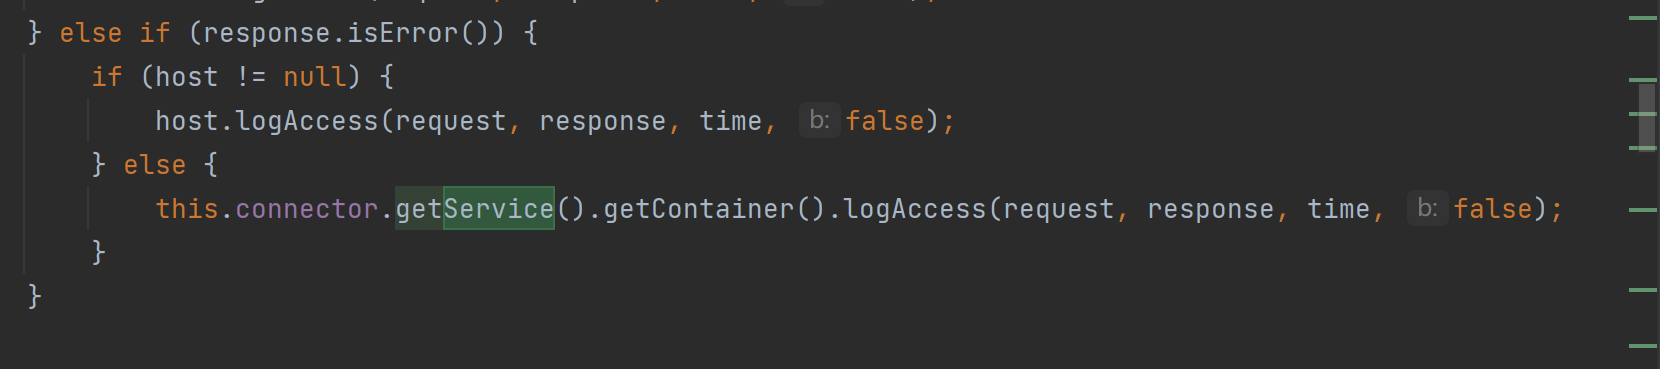 } else if (response.isError()) {
if (host != null) {
host.logAccess(request, response, time, b: false);
} else {
this.connector.getService().getContainer().logAccess(request, response, time, b: false);
}
}